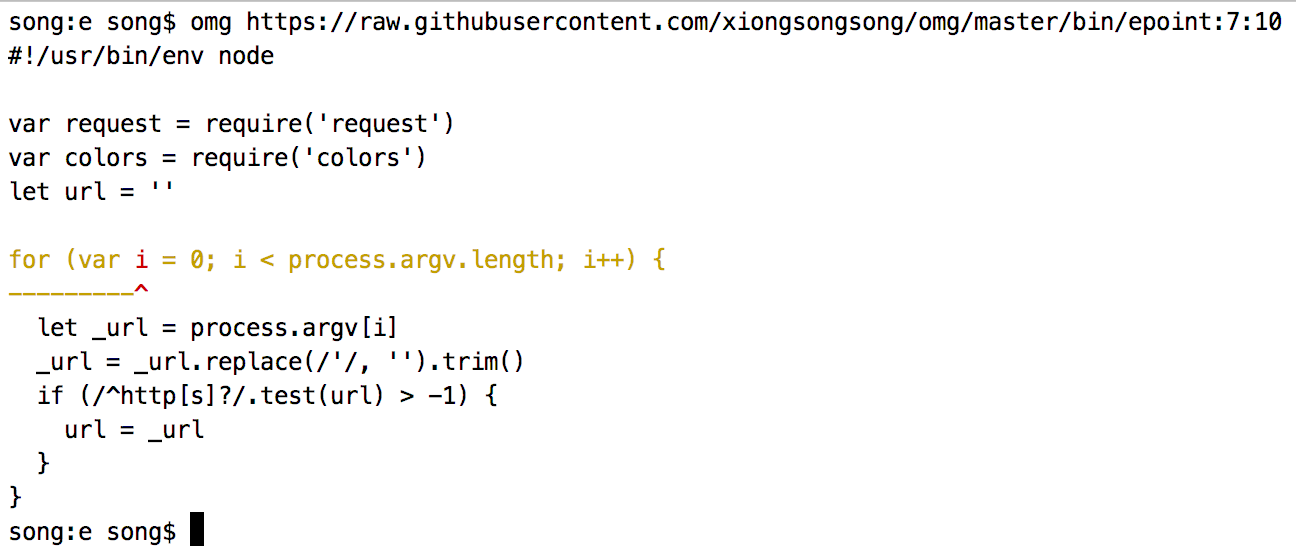 song:e song$ omg https://raw.githubusercontent.com/xiongsongsong/omg/master/bin/epoint:7:10
#!/usr/bin/env node
var request = require('request')
var colors = require('colors')
let url = ''
for (var i = 0; i < process.argv.length; i++) {
_________^
  let _url = process.argv[i]
  _url = _url.replace(/'/, '').trim()
  if (/^http[s]?/.test(url) > -1) {
    url = _url
  }
}
song:e song$